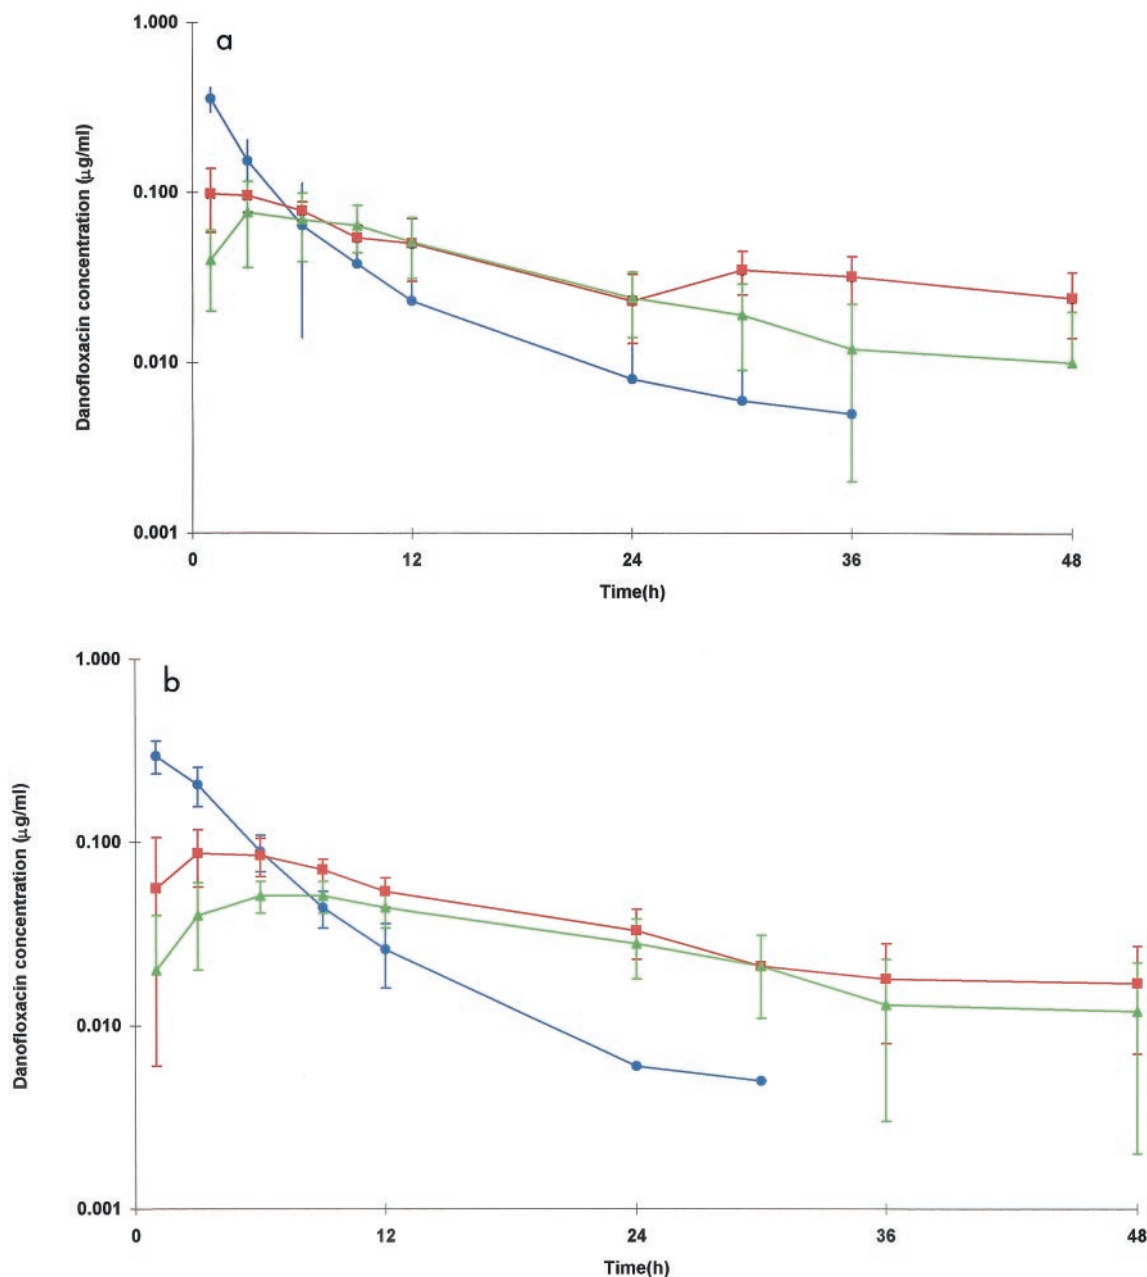 a
1.000
0.100
0.010
0.001
Danofloxacin concentration (μg/ml)
0 12 24 36 48
Time(h)
b
1.000
0.100
0.010
0.001
Danofloxacin concentration (μg/ml)
0 12 24 36 48
Time(h)